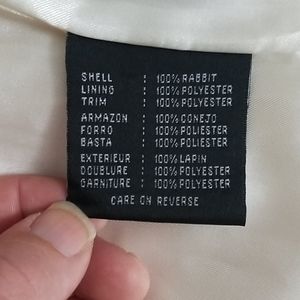 SHELL : 100% RABBIT
LINING : 100% POLYESTER
TRIM : 100% POLYESTER
ARMAZON : 100% CONEJO
FORRO : 100% POLIESTER
BASTA : 100% POLIESTER
EXTERIEUR : 100% LAPIN
DOUBLURE : 100% POLYESTER
GARNITURE : 100% POLYESTER
CARE ON REVERSE